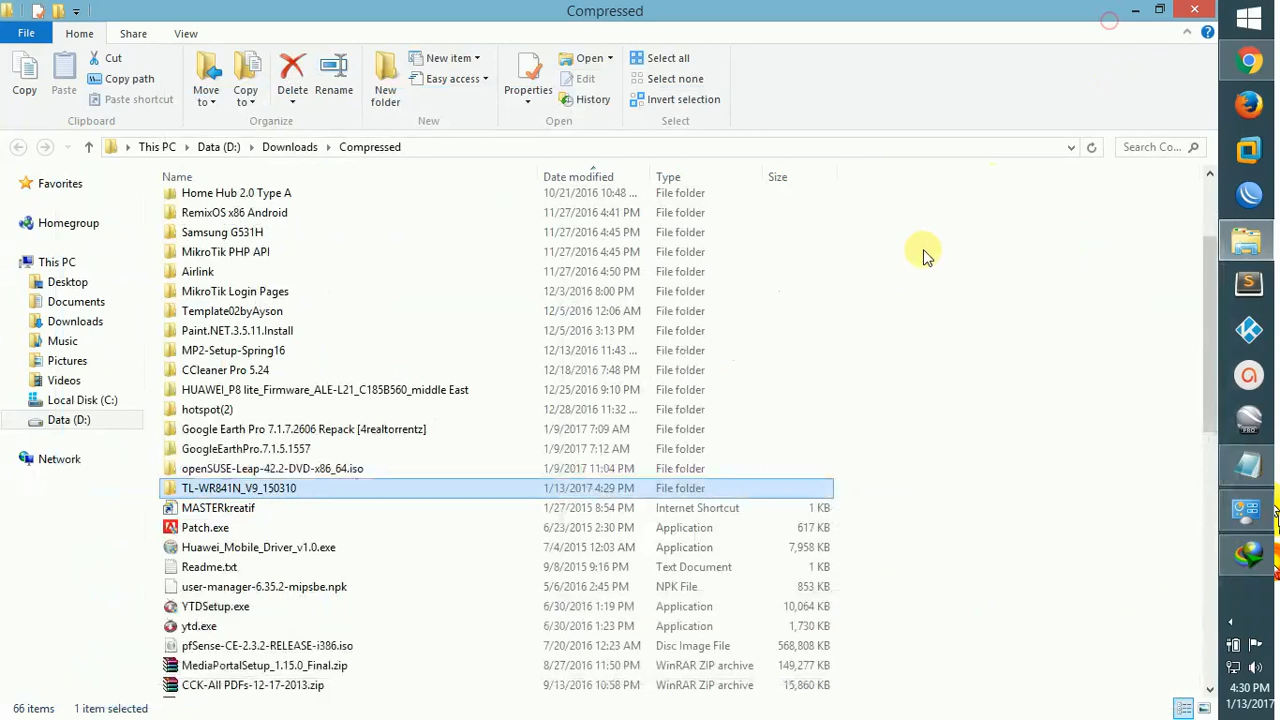 Compressed
File
Home
Share
View
Copy
Paste
Cut
Copy path
Paste shortcut
Clipboard
Move to
Copy to
Delete
Rename
Organize
New folder
New item
Easy access
New
Properties
Open
Edit
History
Open
Select all
Select none
Invert selection
Select
This PC
Data (D:)
Downloads
Compressed
Search Co...
Favorites
Homegroup
This PC
Desktop
Documents
Downloads
Music
Pictures
Videos
Local Disk (C:)
Data (D:)
Network
Name Date modified Type Size
Home Hub 2.0 Type A 10/21/2016 10:48 ... File folder
RemixOS x86 Android 11/27/2016 4:41 PM File folder
Samsung G531H 11/27/2016 4:45 PM File folder
MikroTik PHP API 11/27/2016 4:45 PM File folder
Airlink 11/27/2016 4:50 PM File folder
MikroTik Login Pages 12/3/2016 8:00 PM File folder
Template02byAyson 12/5/2016 12:06 AM File folder
Paint.NET.3.5.11.Install 12/5/2016 3:13 PM File folder
MP2-Setup-Spring16 12/13/2016 11:43 ... File folder
CCleaner Pro 5.24 12/18/2016 7:48 PM File folder
HUAWEI_P8 lite_Firmware_ALE-L21_C185B560_middle East 12/25/2016 9:10 PM File folder
hotspot(2) 12/28/2016 11:32 ... File folder
Google Earth Pro 7.1.7.2606 Repack [4realtorrentz] 1/9/2017 7:09 AM File folder
GoogleEarthPro.7.1.5.1557 1/9/2017 7:12 AM File folder
openSUSE-Leap-42.2-DVD-x86_64.iso 1/9/2017 11:04 PM File folder
TL-WR841N_V9_150310 1/13/2017 4:29 PM File folder
MASTERkreatif 1/27/2015 8:54 PM Internet Shortcut 1 KB
Patch.exe 6/23/2015 2:30 PM Application 617 KB
Huawei_Mobile_Driver_v1.0.exe 7/4/2015 12:03 AM Application 7,958 KB
Readme.txt 9/8/2015 9:16 PM Text Document 1 KB
user-manager-6.35.2-mipsbe.npk 5/6/2016 2:45 PM NPK File 853 KB
YTDSetup.exe 6/30/2016 1:19 PM Application 10,064 KB
ytd.exe 6/30/2016 1:23 PM Application 1,730 KB
pfSense-CE-2.3.2-RELEASE-i386.iso 7/20/2016 12:23 AM Disc Image File 568,808 KB
MediaPortalSetup_1.15.0_Final.zip 8/27/2016 11:50 PM WinRAR ZIP archive 149,277 KB
CCK-All PDFs-12-17-2013.zip 9/13/2016 10:58 PM WinRAR ZIP archive 15,860 KB
66 items 1 item selected
4:30 PM
1/13/2017